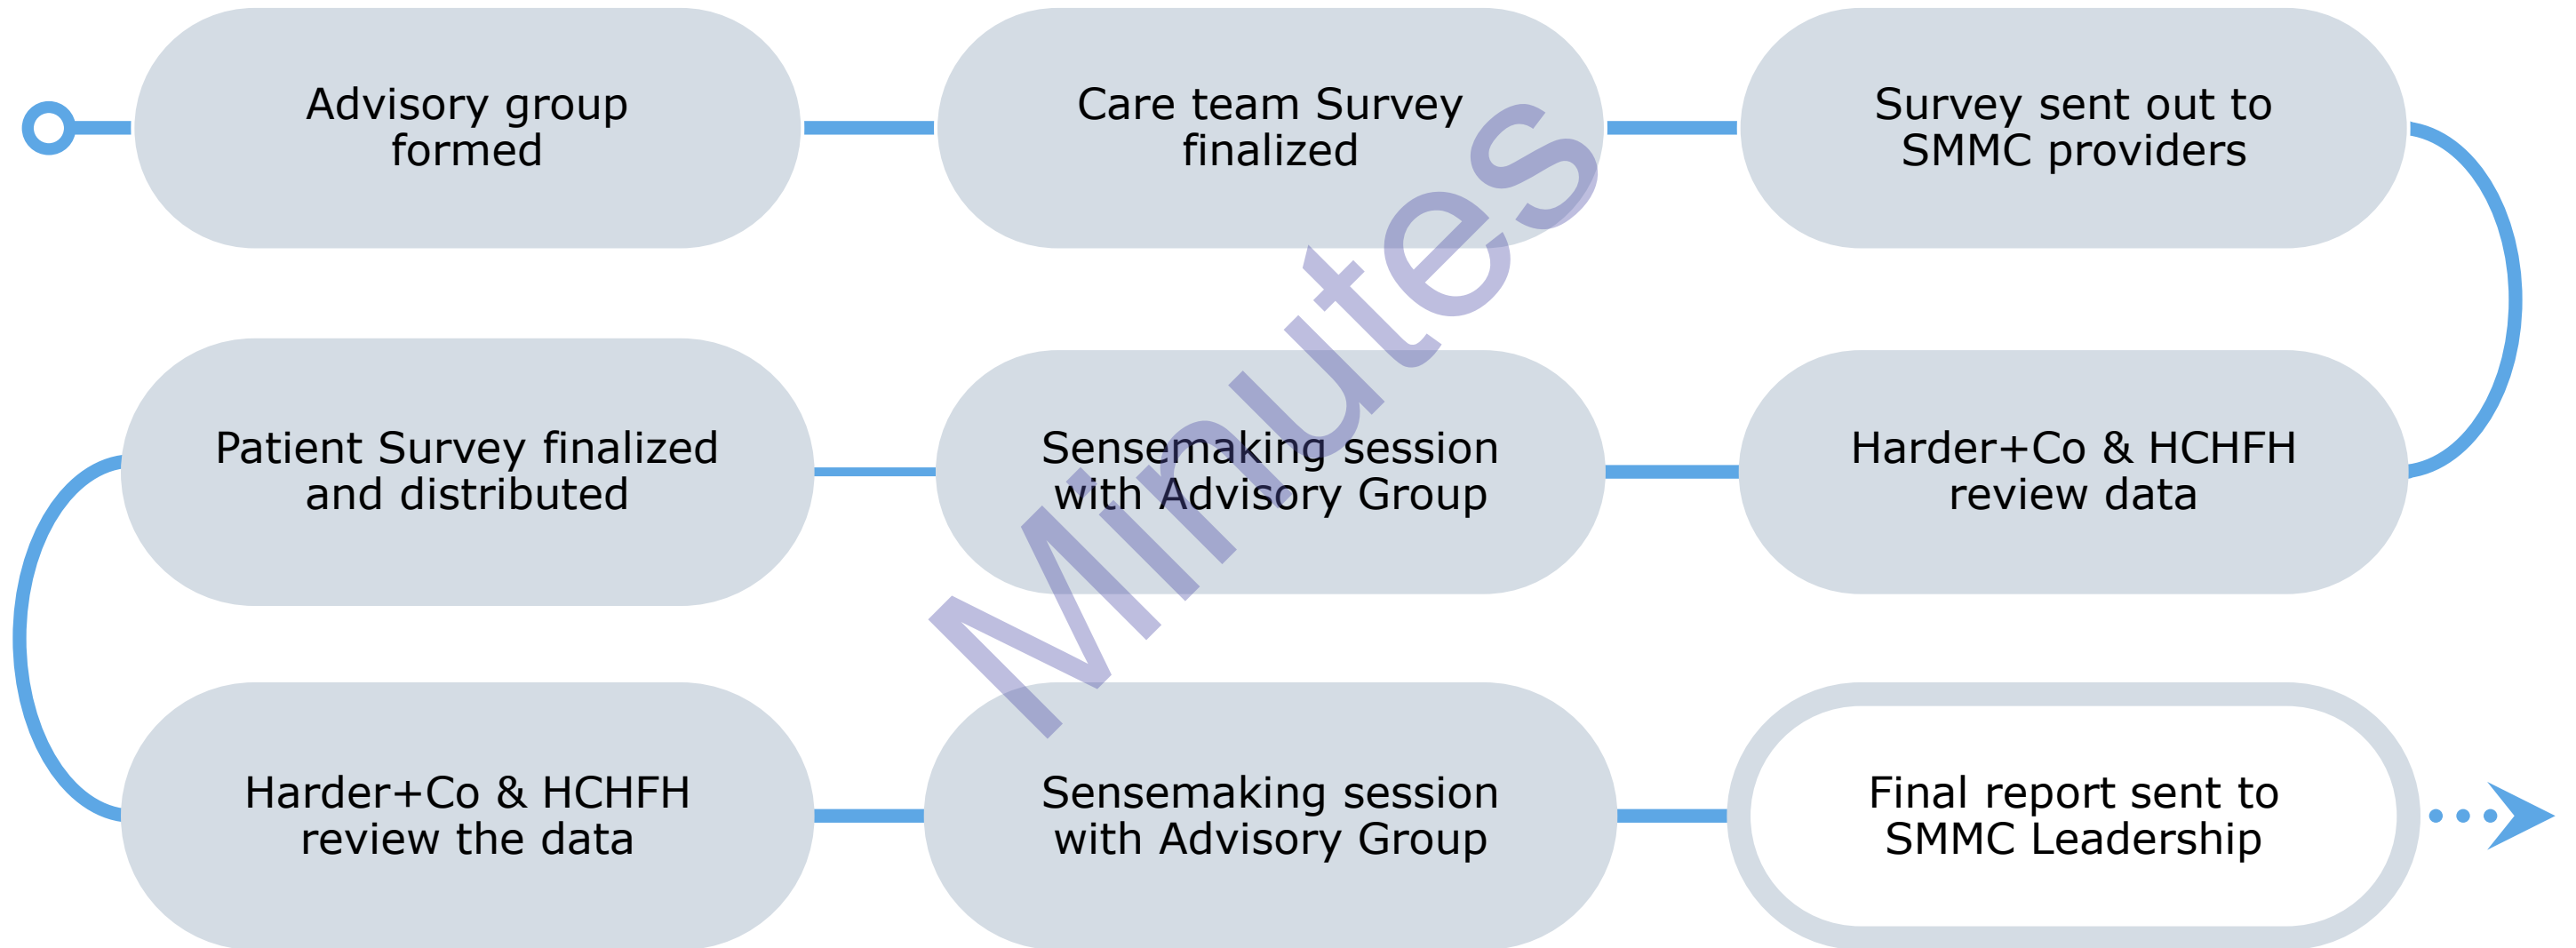 Advisory group
formed
Care team Survey
finalized
Survey sent out to
SMMC providers
Harder+Co & HCHFH
review data
Sensemaking session
with Advisory Group
Patient Survey finalized
and distributed
Harder+Co & HCHFH
review the data
Sensemaking session
with Advisory Group
Final report sent to
SMMC Leadership
Minutes